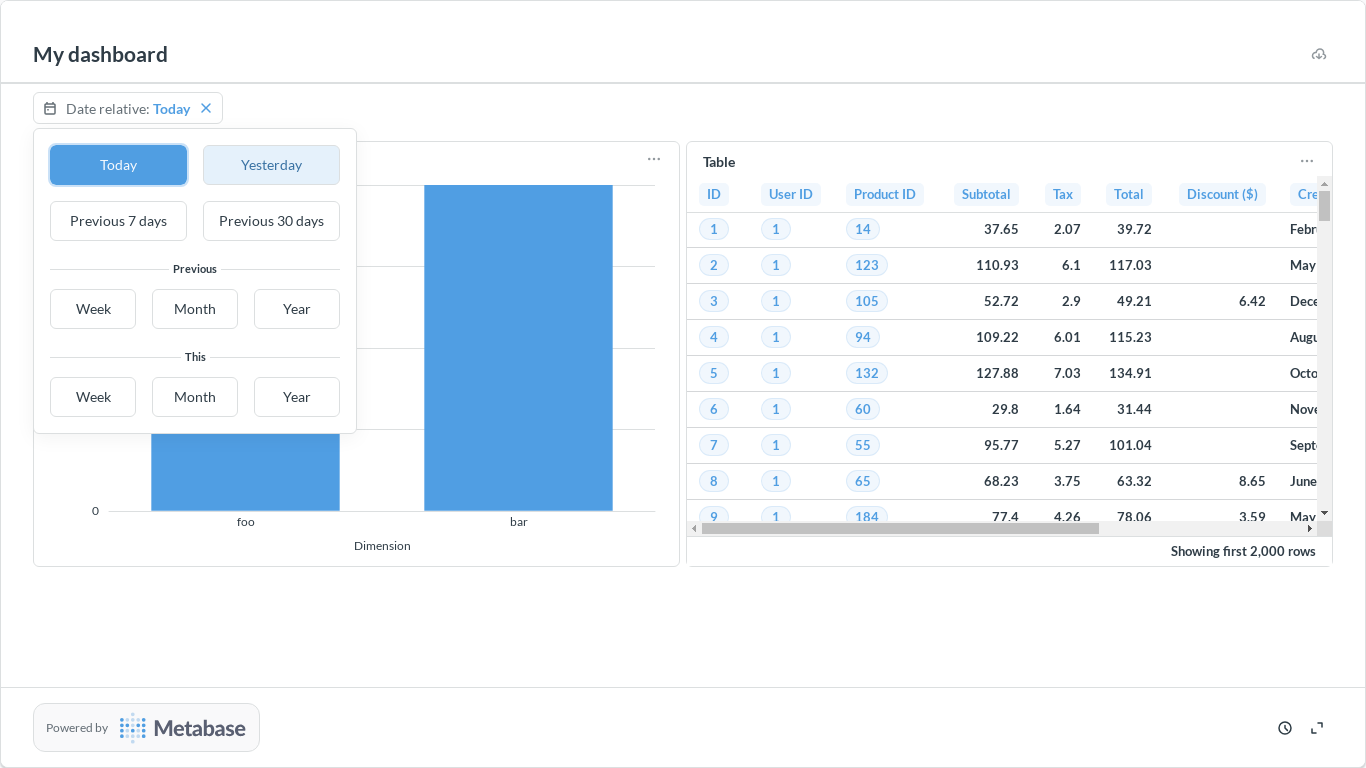 My dashboard
Date relative: Today
Today Yesterday
Previous 7 days Previous 30 days
Previous
Week Month Year
This
Week Month Year
0
foo bar
Dimension
Table
ID User ID Product ID Subtotal Tax Total Discount ($) Cre
1 1 14 37.65 2.07 39.72 Febr
2 1 123 110.93 6.1 117.03 May
3 1 105 52.72 2.9 49.21 6.42 Dece
4 1 94 109.22 6.01 115.23 Augu
5 1 132 127.88 7.03 134.91 Octo
6 1 60 29.8 1.64 31.44 Nove
7 1 55 95.77 5.27 101.04 Septe
8 1 65 68.23 3.75 63.32 8.65 June
9 1 184 77.4 4.26 78.06 3.59 May
Showing first 2,000 rows
Powered by Metabase